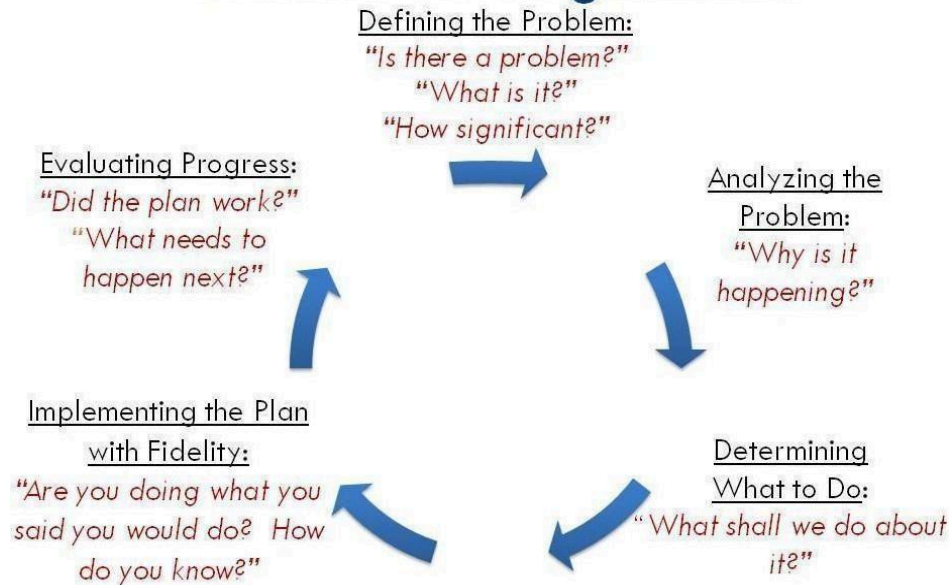 Defining the Problem:
“Is there a problem?”
“What is it?”
“How significant?”
Analyzing the
Problem:
“Why is it
happening?”
Determining
What to Do:
“What shall we do about
it?”
Implementing the Plan
with Fidelity:
“Are you doing what you
said you would do? How
do you know?”
Evaluating Progress:
“Did the plan work?”
“What needs to
happen next?”